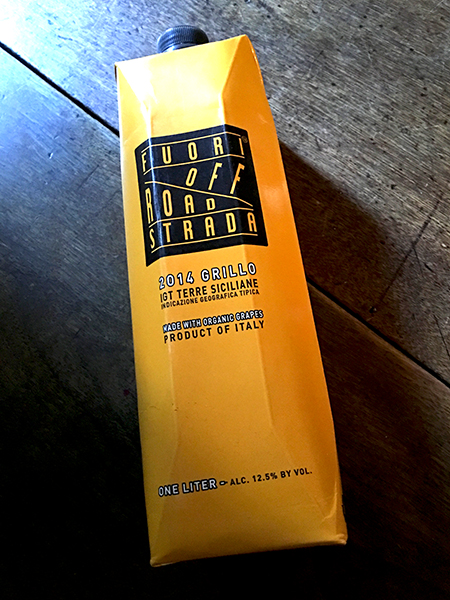 FUORI
OFF
ROAD
STRADA
2014 GRILLO
IGT TERRE SICILIANE
INDICAZIONE GEOGRAFICA TIPICA
MADE WITH ORGANIC GRAPES
PRODUCT OF ITALY
ONE LITER ALC. 12.5% BY VOL.